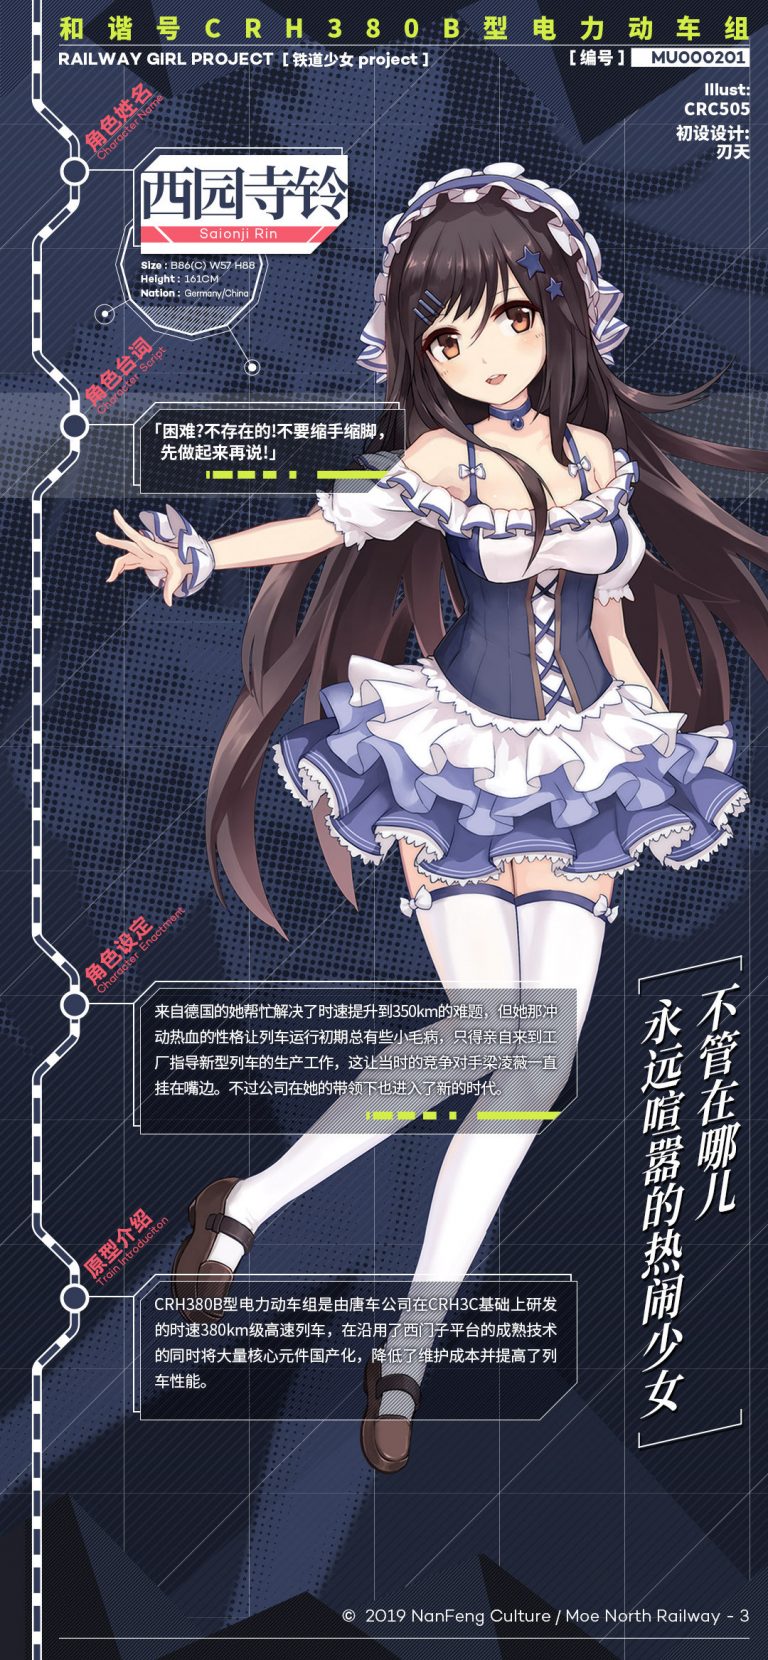 和谐号CRH380B型电力动车组
RAILWAY GIRL PROJECT [ 铁道少女 project ]
[ 编号 ] MU000201
Illust:
CRC505
初设设计:
刃天
角色姓名
Character Name
西园寺铃
Saionji Rin
Size : B86(C) W57 H88
Height : 161CM
Nation : Germany/China
角色台词
Character Script
「困难?不存在的!不要缩手缩脚，
先做起来再说!」
角色设定
Character Enactment
来自德国的她帮忙解决了时速提升到350km的难题，但她那冲
动热血的性格让列车运行初期总有些小毛病，只得亲自来到工
厂指导新型列车的生产工作，这让当时的竞争对手梁凌薇一直
挂在嘴边。不过公司在她的带领下也进入了新的时代。
不管在哪儿
永远喧嚣的热闹少女
原型介绍
Train Introduciton
CRH380B型电力动车组是由唐车公司在CRH3C基础上研发
的时速380km级高速列车，在沿用了西门子平台的成熟技术
的同时将大量核心元件国产化，降低了维护成本并提高了列
车性能。
© 2019 NanFeng Culture / Moe North Railway - 3